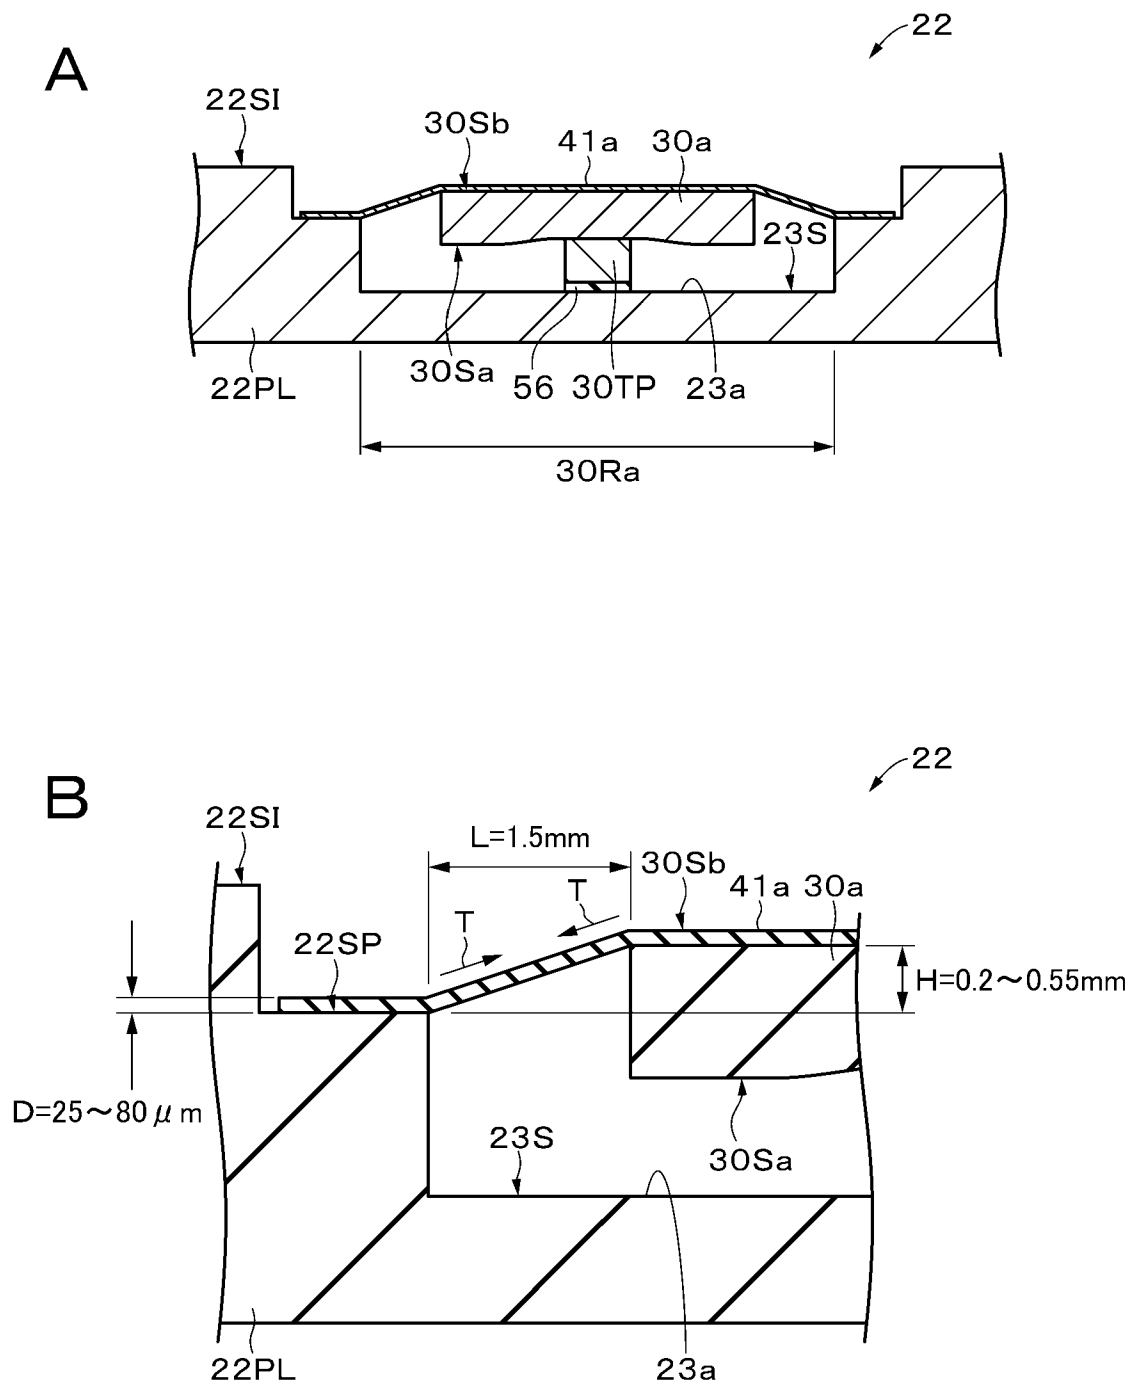 22
A
22SI
30Sb
41a
30a
23S
30Sa
56
30TP
23a
22PL
30Ra
22
B
22SI
L=1.5mm
30Sb
41a
30a
T
T
22SP
H=0.2～0.55mm
D=25～80μm
23S
30Sa
22PL
23a